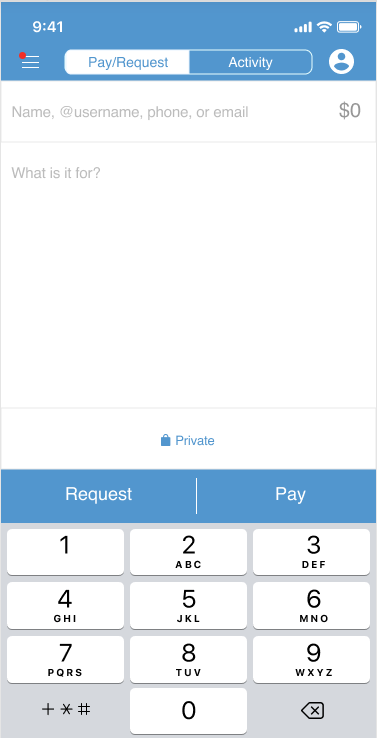 9:41
Pay/Request Activity
Name, @username, phone, or email $0
What is it for?
Private
Request Pay
1 2 3
ABC DEF
4 5 6
GHI JKL MNO
7 8 9
PQRS TUV WXYZ
+ * # 0